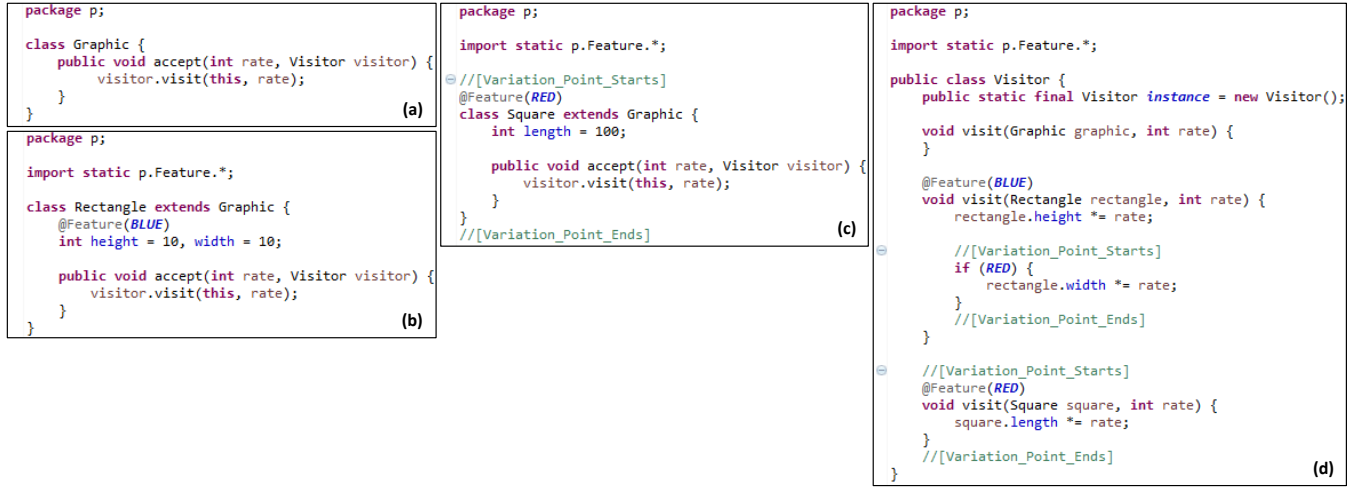 package p;
class Graphic {
public void accept(int rate, Visitor visitor) {
visitor.visit(this, rate);
}
}
(a)
package p;
import static p.Feature.*;
class Rectangle extends Graphic {
@Feature(BLUE)
int height = 10, width = 10;
public void accept(int rate, Visitor visitor) {
visitor.visit(this, rate);
}
}
(b)
package p;
import static p.Feature.*;
//[Variation_Point_Starts]
@Feature(RED)
class Square extends Graphic {
int length = 100;
public void accept(int rate, Visitor visitor) {
visitor.visit(this, rate);
}
}
//[Variation_Point_Ends]
(c)
package p;
import static p.Feature.*;
public class Visitor {
public static final Visitor instance = new Visitor();
void visit(Graphic graphic, int rate) {
}
@Feature(BLUE)
void visit(Rectangle rectangle, int rate) {
rectangle.height *= rate;
//[Variation_Point_Starts]
if (RED) {
rectangle.width *= rate;
}
//[Variation_Point_Ends]
}
//[Variation_Point_Starts]
@Feature(RED)
void visit(Square square, int rate) {
square.length *= rate;
}
//[Variation_Point_Ends]
}
(d)